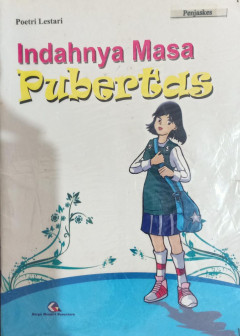 Poetri Lestari
Penjaskes
Indahnya Masa
Pubertas